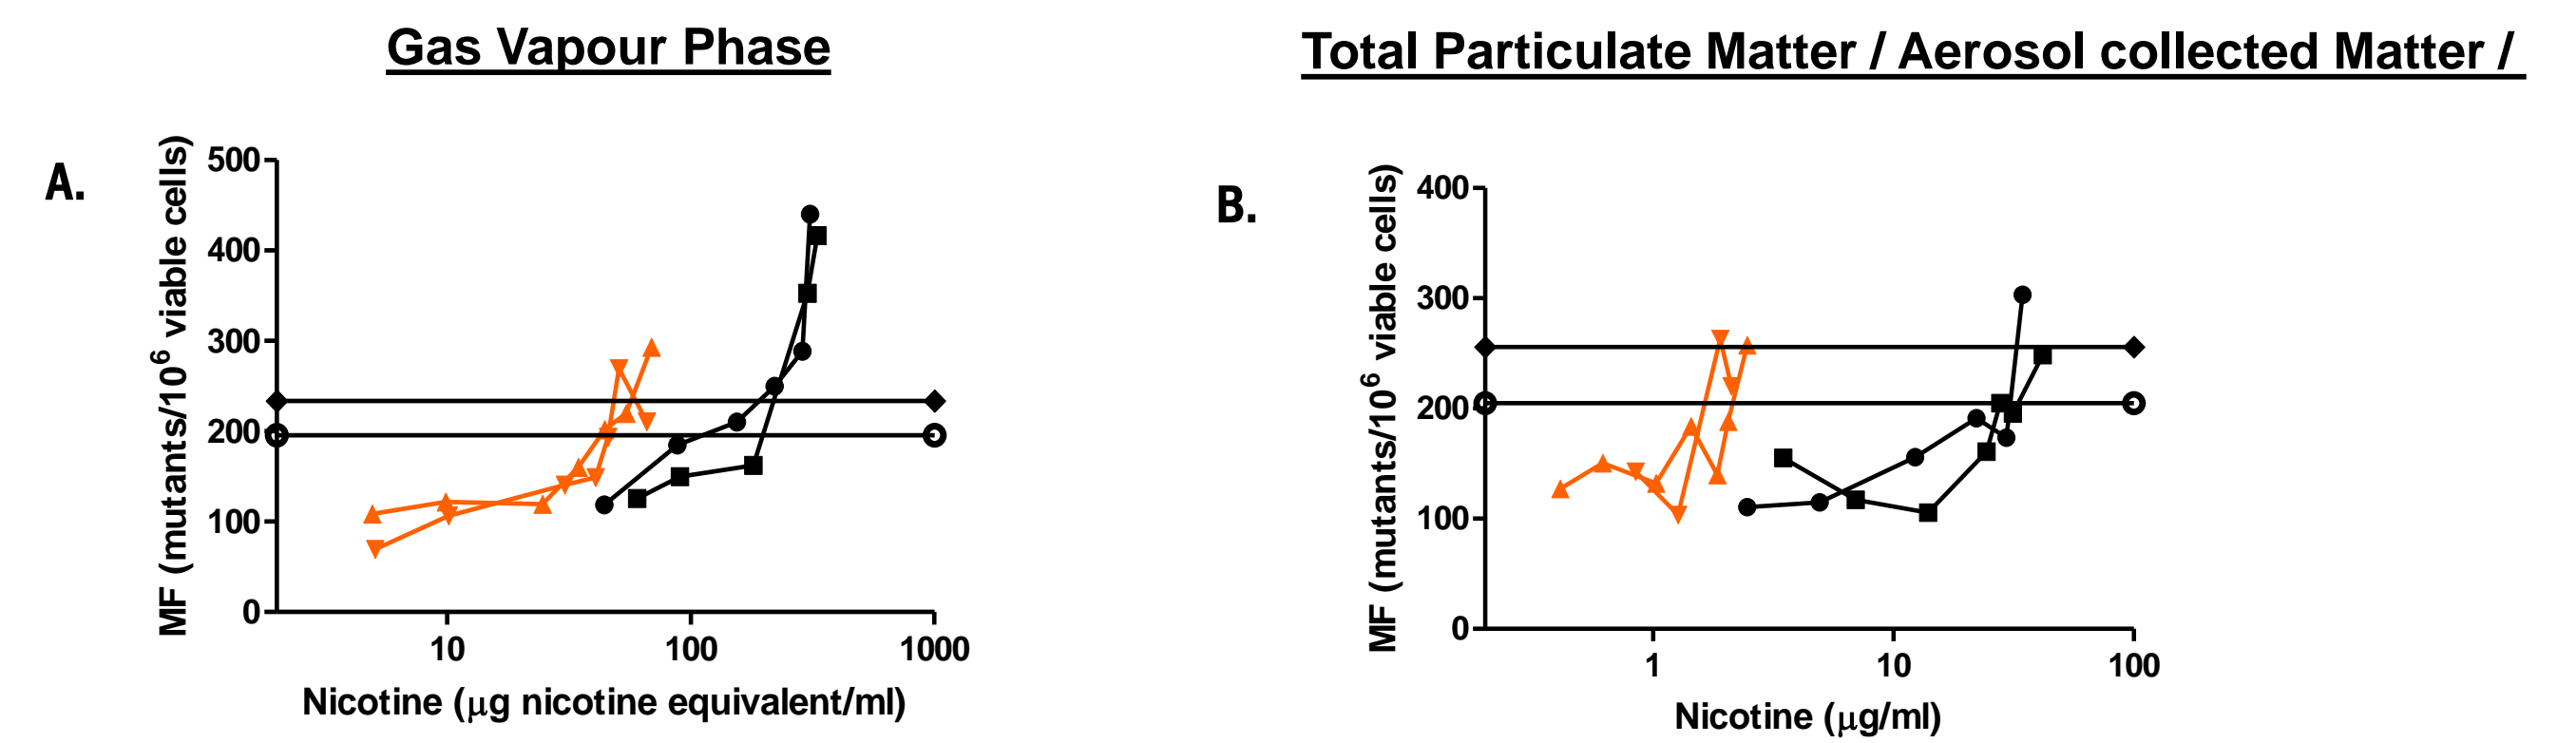 Gas Vapour Phase
Total Particulate Matter / Aerosol collected Matter /
A.
MF (mutants/10⁶ viable cells)
500
400
300
200
100
0
10
100
1000
Nicotine (μg nicotine equivalent/ml)
B.
MF (mutants/10⁶ viable cells)
400
300
200
100
0
1
10
100
Nicotine (μg/ml)